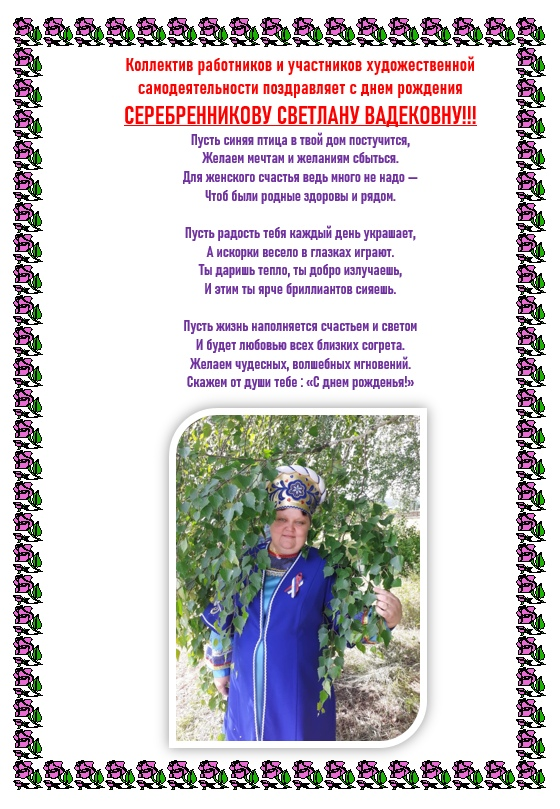 Коллектив работников и участников художественной
самодеятельности поздравляет с днем рождения
СЕРЕБРЕННИКОВУ СВЕТЛАНУ ВАДЕКОВНУ!!!
Пусть синяя птица в твой дом постучится,
Желаем мечтам и желаниям сбыться.
Для женского счастья ведь много не надо —
Чтоб были родные здоровы и рядом.
Пусть радость тебя каждый день украшает,
А искорки весело в глазках играют.
Ты даришь тепло, ты добро излучаешь,
И этим ты ярче бриллиантов сияешь.
Пусть жизнь наполняется счастьем и светом
И будет любовью всех близких согрета.
Желаем чудесных, волшебных мгновений.
Скажем от души тебе : «С днем рожденья!»